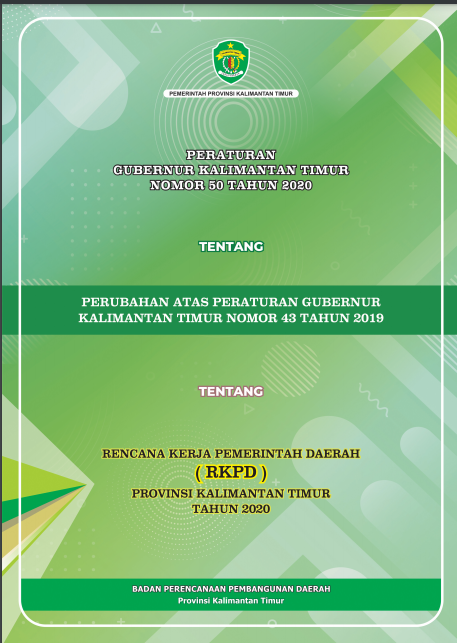 PEMERINTAH PROVINSI KALIMANTAN TIMUR
PERATURAN
GUBERNUR KALIMANTAN TIMUR
NOMOR 50 TAHUN 2020
TENTANG
PERUBAHAN ATAS PERATURAN GUBERNUR
KALIMANTAN TIMUR NOMOR 43 TAHUN 2019
TENTANG
RENCANA KERJA PEMERINTAH DAERAH
( RKPD )
PROVINSI KALIMANTAN TIMUR
TAHUN 2020
BADAN PERENCANAAN PEMBANGUNAN DAERAH
Provinsi Kalimantan Timur